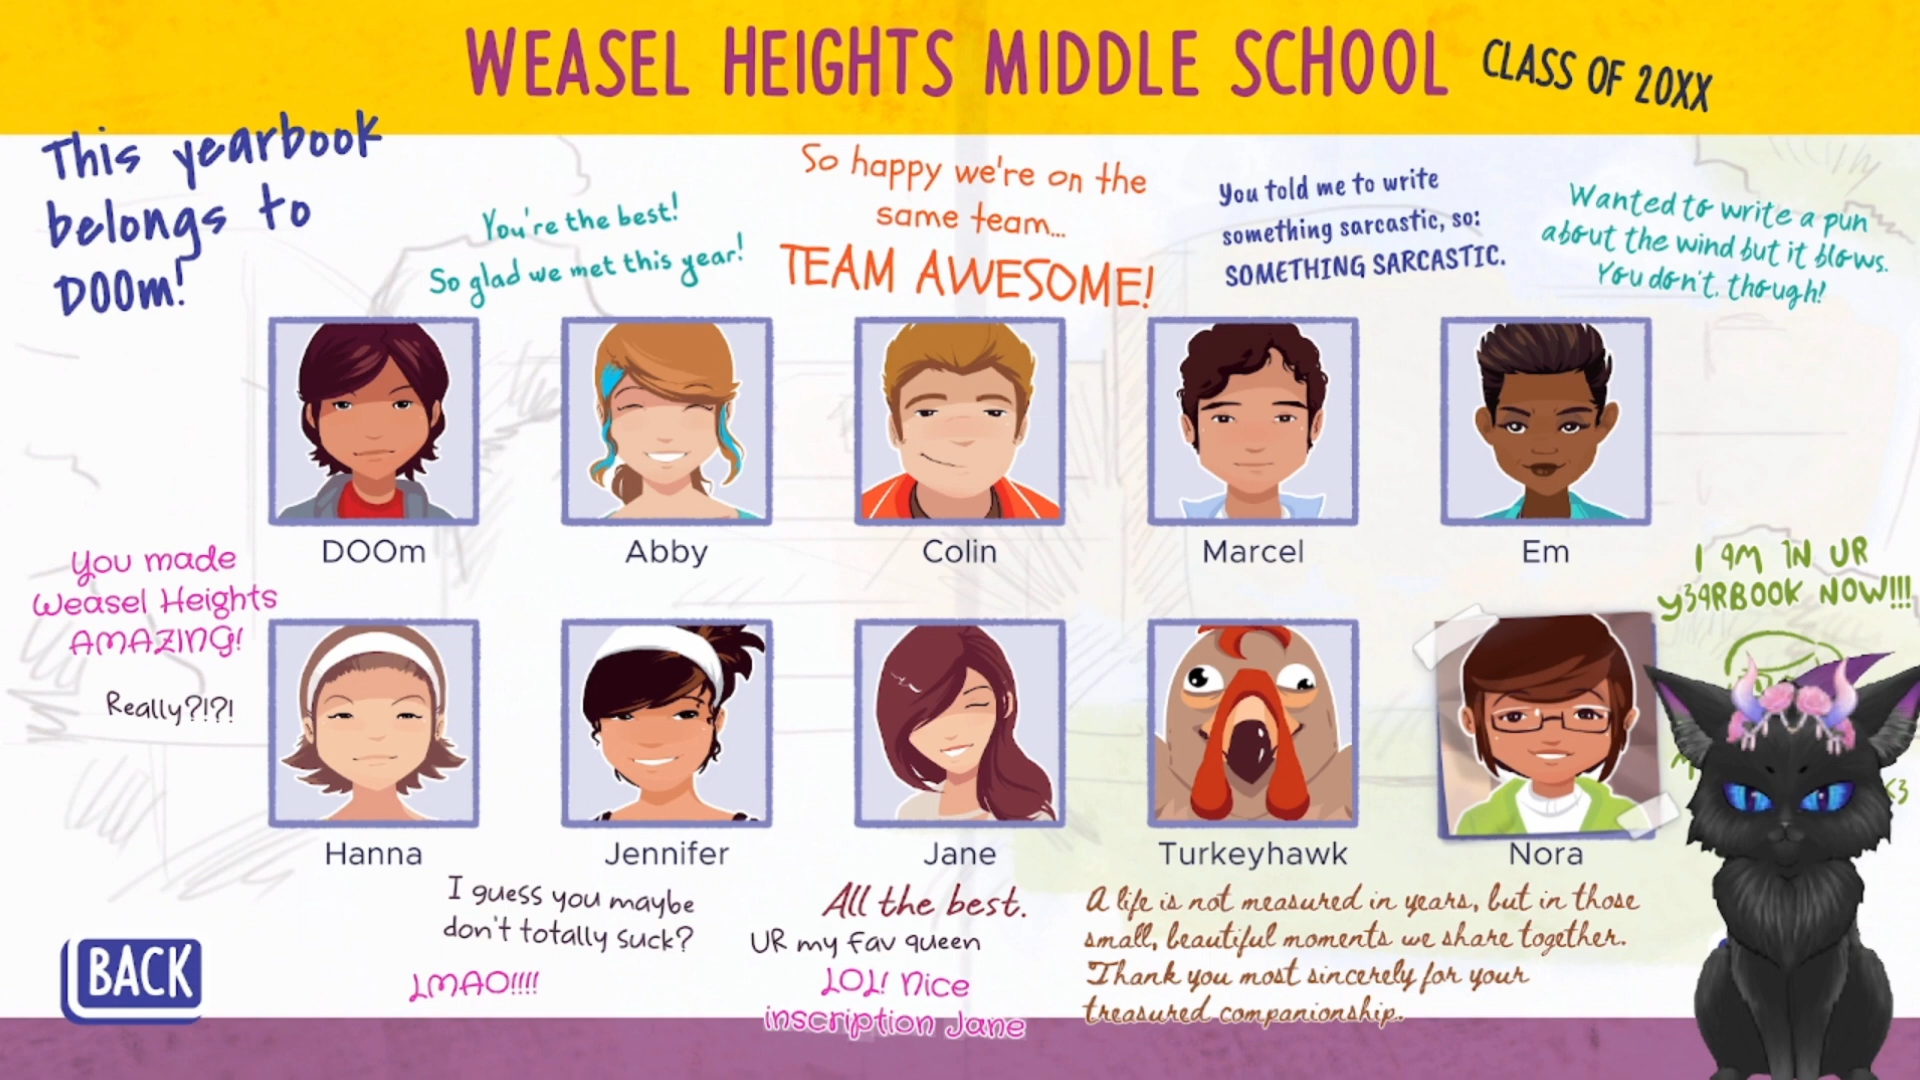 WEASEL HEIGHTS MIDDLE SCHOOL CLASS OF 20XX
This yearbook
belongs to
DOOm!
You're the best!
So glad we met this year!
So happy we're on the
same team...
TEAM AWESOME!
You told me to write
something sarcastic, so:
SOMETHING SARCASTIC.
Wanted to write a pun
about the wind but it blows.
You don't, though!
DOOm
Abby
Colin
Marcel
Em
You made
Weasel Heights
AMAZING!
Really?!?!
I 4M IN UR
y34RBOOK NOW!!!
<3
Hanna
Jennifer
Jane
Turkeyhawk
Nora
I guess you maybe
don't totally suck?
LMAO!!!!
All the best.
UR my fav queen
LOL! Nice
inscription Jane
A life is not measured in years, but in those
small, beautiful moments we share together.
Thank you most sincerely for your
treasured companionship.
BACK